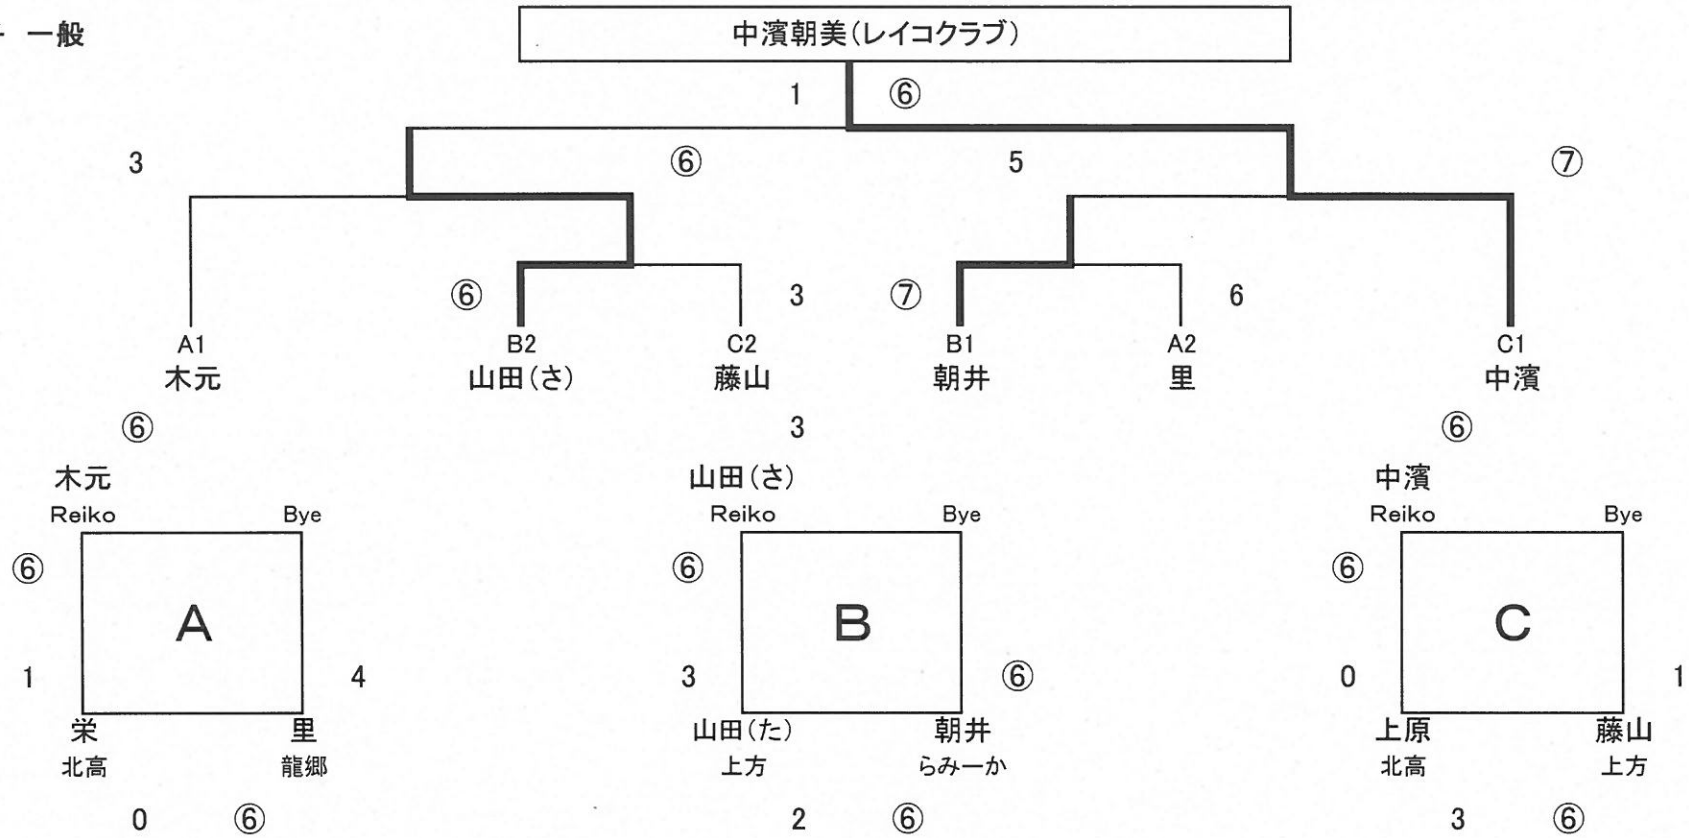 一般
中濱朝美(レイコクラブ)
1 ⑥
3 ⑥ 5 ⑦
⑥ 3 ⑦ 6
A1 B2 C2 B1 A2 C1
木元 山田(さ) 藤山 朝井 里 中濱
⑥ 3 ⑥
木元 山田(さ) 中濱
Reiko Bye Reiko Bye Reiko Bye
⑥ ⑥ ⑥
A B C
1 4 3 ⑥ 0 1
栄 里 山田(た) 朝井 上原 藤山
北高 龍郷 上方 らみーか 北高 上方
0 ⑥ 2 ⑥ 3 ⑥